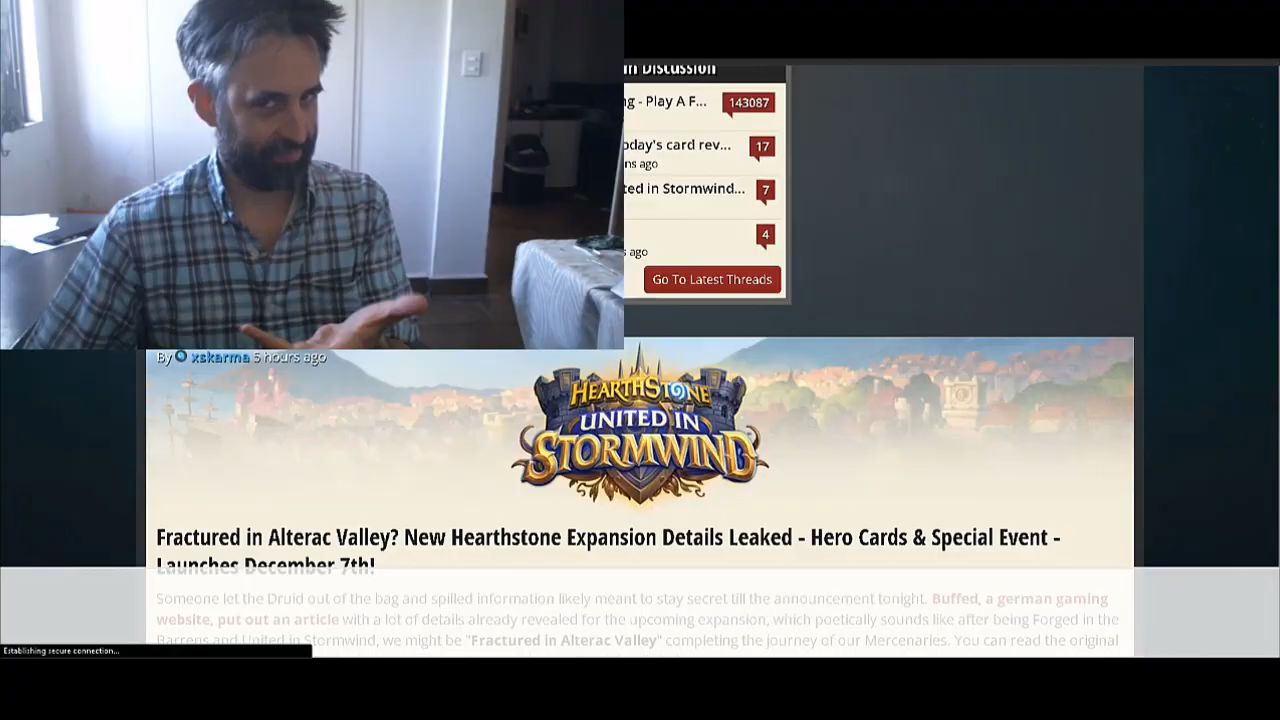 in Discussion
ng - Play A F...
143087
oday's card rev...
17
ns ago
ted in Stormwind...
7
4
s ago
Go To Latest Threads
By xskarma 5 hours ago
HEARTHSTONE
UNITED IN
STORMWIND
Fractured in Alterac Valley? New Hearthstone Expansion Details Leaked - Hero Cards & Special Event -
Launches December 7th!
Someone let the Druid out of the bag and spilled information likely meant to stay secret till the announcement tonight. Buffed, a german gaming
website, put out an article with a lot of details already revealed for the upcoming expansion, which poetically sounds like after being Forged in the
Barrens and United in Stormwind, we might be "Fractured in Alterac Valley" completing the journey of our Mercenaries. You can read the original
Establishing secure connection...